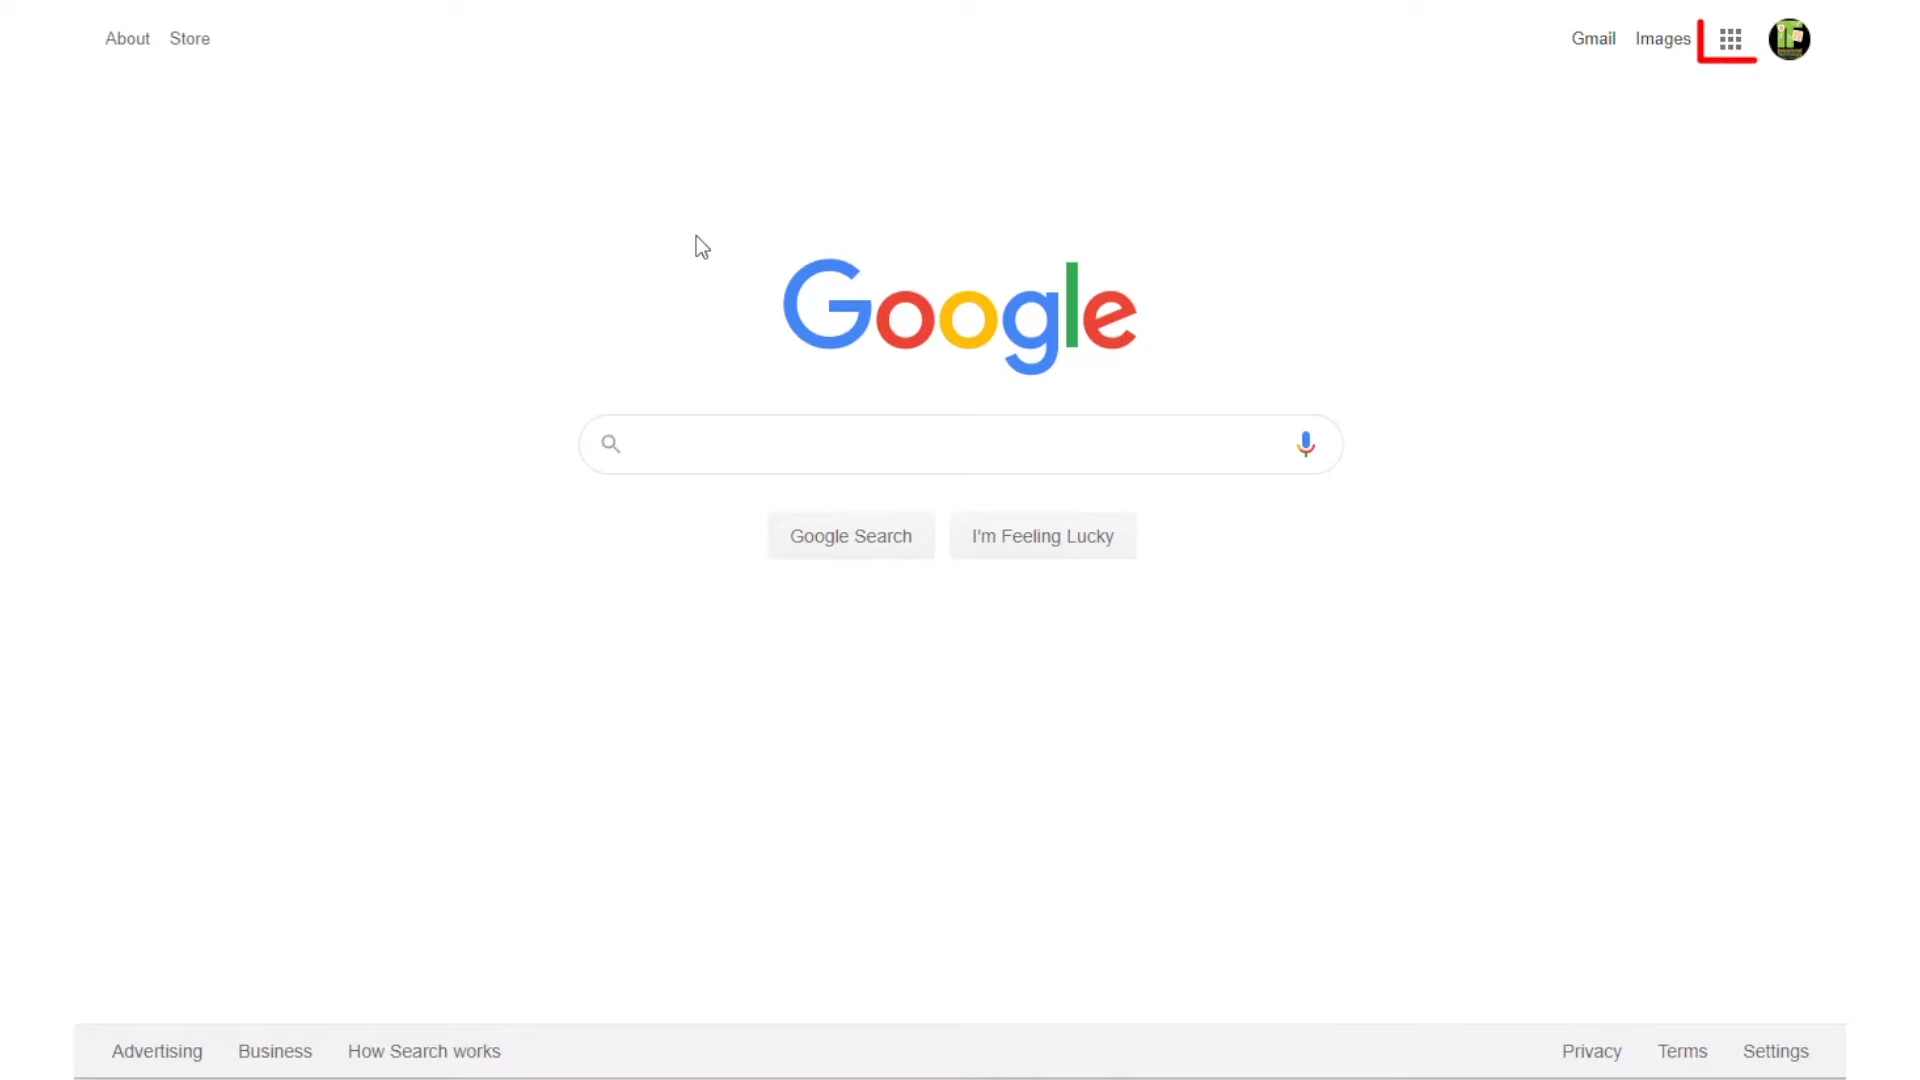 About Store Gmail Images
Google
Google Search I'm Feeling Lucky
Advertising Business How Search works Privacy Terms Settings